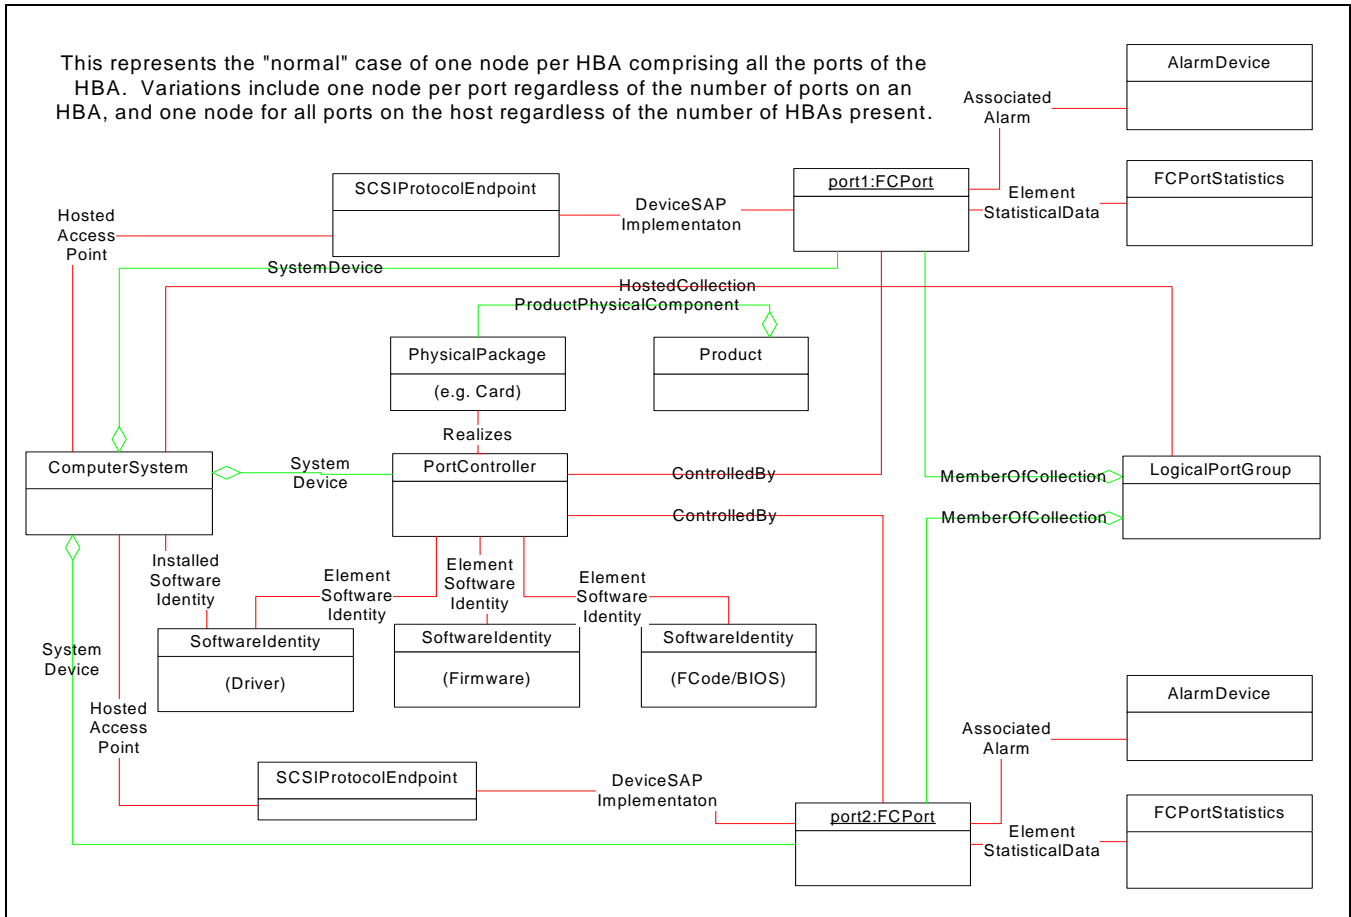 This represents the "normal" case of one node per HBA comprising all the ports of the
HBA. Variations include one node per port regardless of the number of ports on an
HBA, and one node for all ports on the host regardless of the number of HBAs present.
AlarmDevice
Associated
Alarm
SCSIProtocolEndpoint
port1:FCPort
FCPortStatistics
DeviceSAP
Implementaton
Element
StatisticalData
Hosted
Access
Point
SystemDevice
HostedCollection
ProductPhysicalComponent
PhysicalPackage
(e.g. Card)
Product
Realizes
ComputerSystem
System
Device
PortController
ControlledBy
MemberOfCollection
LogicalPortGroup
ControlledBy
MemberOfCollection
Installed
Software
Identity
Element
Software
Identity
Element
Software
Identity
Element
Software
Identity
SoftwareIdentity
(Driver)
SoftwareIdentity
(Firmware)
SoftwareIdentity
(FCode/BIOS)
System
Device
Hosted
Access
Point
AlarmDevice
Associated
Alarm
SCSIProtocolEndpoint
DeviceSAP
Implementaton
port2:FCPort
FCPortStatistics
Element
StatisticalData